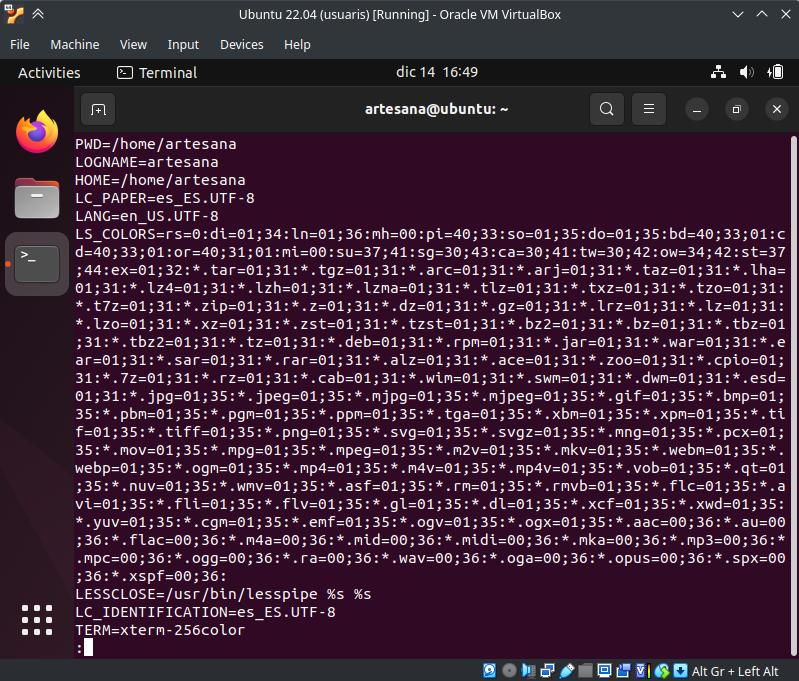 Ubuntu 22.04 (usuaris) [Running] - Oracle VM VirtualBox
File Machine View Input Devices Help
Activities Terminal dic 14 16:49
artesana@ubuntu: ~
PWD=/home/artesana
LOGNAME=artesana
HOME=/home/artesana
LC_PAPER=es_ES.UTF-8
LANG=en_US.UTF-8
LS_COLORS=rs=0:di=01;34:ln=01;36:mh=00:pi=40;33:so=01;35:do=01;35:bd=40;33;01:c
d=40;33;01:or=40;31;01:mi=00:su=37;41:sg=30;43:ca=30;41:tw=30;42:ow=34;42:st=37
;44:ex=01;32:*.tar=01;31:*.tgz=01;31:*.arc=01;31:*.arj=01;31:*.taz=01;31:*.lha=
01;31:*.lz4=01;31:*.lzh=01;31:*.lzma=01;31:*.tlz=01;31:*.txz=01;31:*.tzo=01;31:
*.t7z=01;31:*.zip=01;31:*.z=01;31:*.dz=01;31:*.gz=01;31:*.lrz=01;31:*.lz=01;31:
*.lzo=01;31:*.xz=01;31:*.zst=01;31:*.tzst=01;31:*.bz2=01;31:*.bz=01;31:*.tbz=01
;31:*.tbz2=01;31:*.tz=01;31:*.deb=01;31:*.rpm=01;31:*.jar=01;31:*.war=01;31:*.e
ar=01;31:*.sar=01;31:*.rar=01;31:*.alz=01;31:*.ace=01;31:*.zoo=01;31:*.cpio=01;
31:*.7z=01;31:*.rz=01;31:*.cab=01;31:*.wim=01;31:*.swm=01;31:*.dwm=01;31:*.esd=
01;31:*.jpg=01;35:*.jpeg=01;35:*.mjpg=01;35:*.mjpeg=01;35:*.gif=01;35:*.bmp=01;
35:*.pbm=01;35:*.pgm=01;35:*.ppm=01;35:*.tga=01;35:*.xbm=01;35:*.xpm=01;35:*.ti
f=01;35:*.tiff=01;35:*.png=01;35:*.svg=01;35:*.svgz=01;35:*.mng=01;35:*.pcx=01;
35:*.mov=01;35:*.mpg=01;35:*.mpeg=01;35:*.m2v=01;35:*.mkv=01;35:*.webm=01;35:*.
webp=01;35:*.ogm=01;35:*.mp4=01;35:*.m4v=01;35:*.mp4v=01;35:*.vob=01;35:*.qt=01
;35:*.nuv=01;35:*.wmv=01;35:*.asf=01;35:*.rm=01;35:*.rmvb=01;35:*.flc=01;35:*.a
vi=01;35:*.fli=01;35:*.flv=01;35:*.gl=01;35:*.dl=01;35:*.xcf=01;35:*.xwd=01;35:
*.yuv=01;35:*.cgm=01;35:*.emf=01;35:*.ogv=01;35:*.ogx=01;35:*.aac=00;36:*.au=00
;36:*.flac=00;36:*.m4a=00;36:*.mid=00;36:*.midi=00;36:*.mka=00;36:*.mp3=00;36:*
.mpc=00;36:*.ogg=00;36:*.ra=00;36:*.wav=00;36:*.oga=00;36:*.opus=00;36:*.spx=00
;36:*.xspf=00;36:
LESSCLOSE=/usr/bin/lesspipe %s %s
LC_IDENTIFICATION=es_ES.UTF-8
TERM=xterm-256color
:
Alt Gr + Left Alt